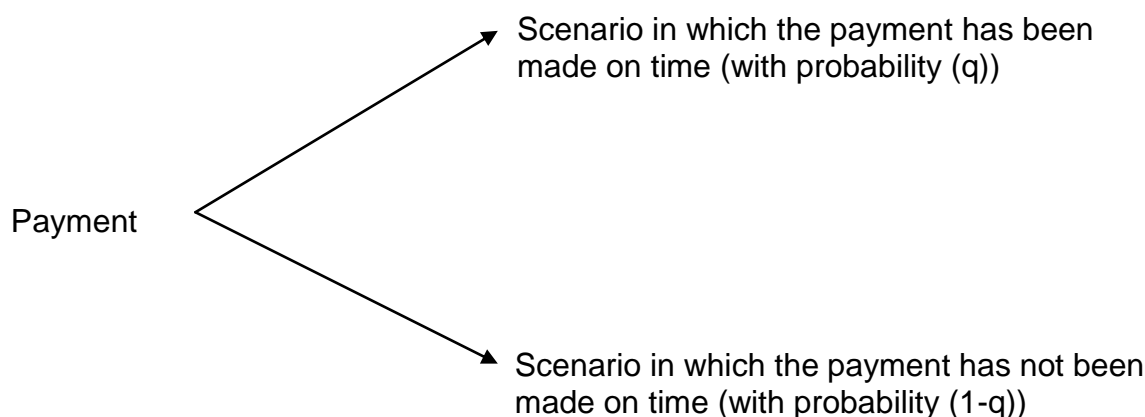 Scenario in which the payment has been
made on time (with probability (q))
Payment
Scenario in which the payment has not been
made on time (with probability (1-q))